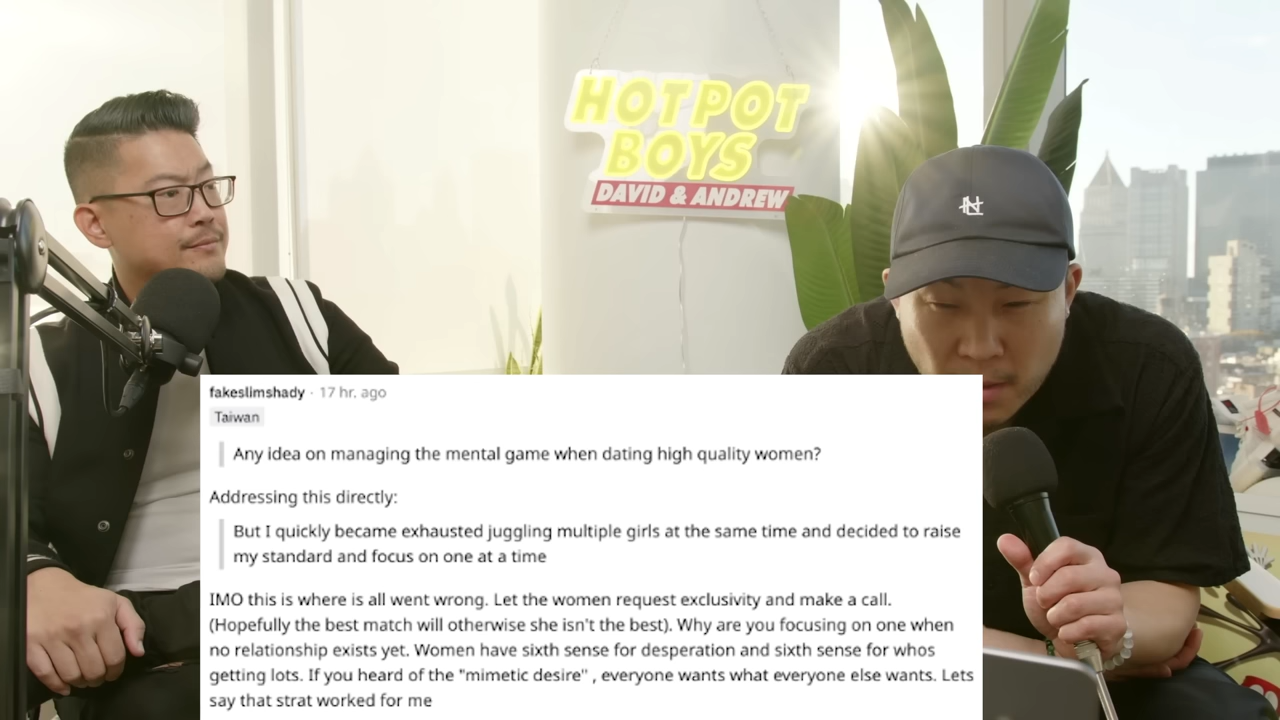 HOTPOT
BOYS
DAVID & ANDREW
fakeslimshady · 17 hr. ago
Taiwan
Any idea on managing the mental game when dating high quality women?
Addressing this directly:
But I quickly became exhausted juggling multiple girls at the same time and decided to raise
my standard and focus on one at a time
IMO this is where is all went wrong. Let the women request exclusivity and make a call.
(Hopefully the best match will otherwise she isn't the best). Why are you focusing on one when
no relationship exists yet. Women have sixth sense for desperation and sixth sense for whos
getting lots. If you heard of the "mimetic desire" , everyone wants what everyone else wants. Lets
say that strat worked for me